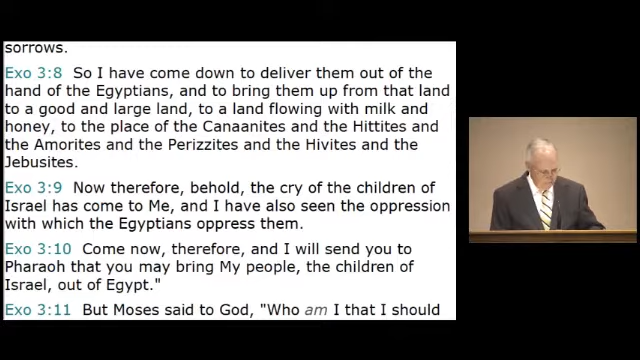 sorrows.
Exo 3:8 So I have come down to deliver them out of the
hand of the Egyptians, and to bring them up from that land
to a good and large land, to a land flowing with milk and
honey, to the place of the Canaanites and the Hittites and
the Amorites and the Perizzites and the Hivites and the
Jebusites.
Exo 3:9 Now therefore, behold, the cry of the children of
Israel has come to Me, and I have also seen the oppression
with which the Egyptians oppress them.
Exo 3:10 Come now, therefore, and I will send you to
Pharaoh that you may bring My people, the children of
Israel, out of Egypt."
Exo 3:11 But Moses said to God, "Who am I that I should